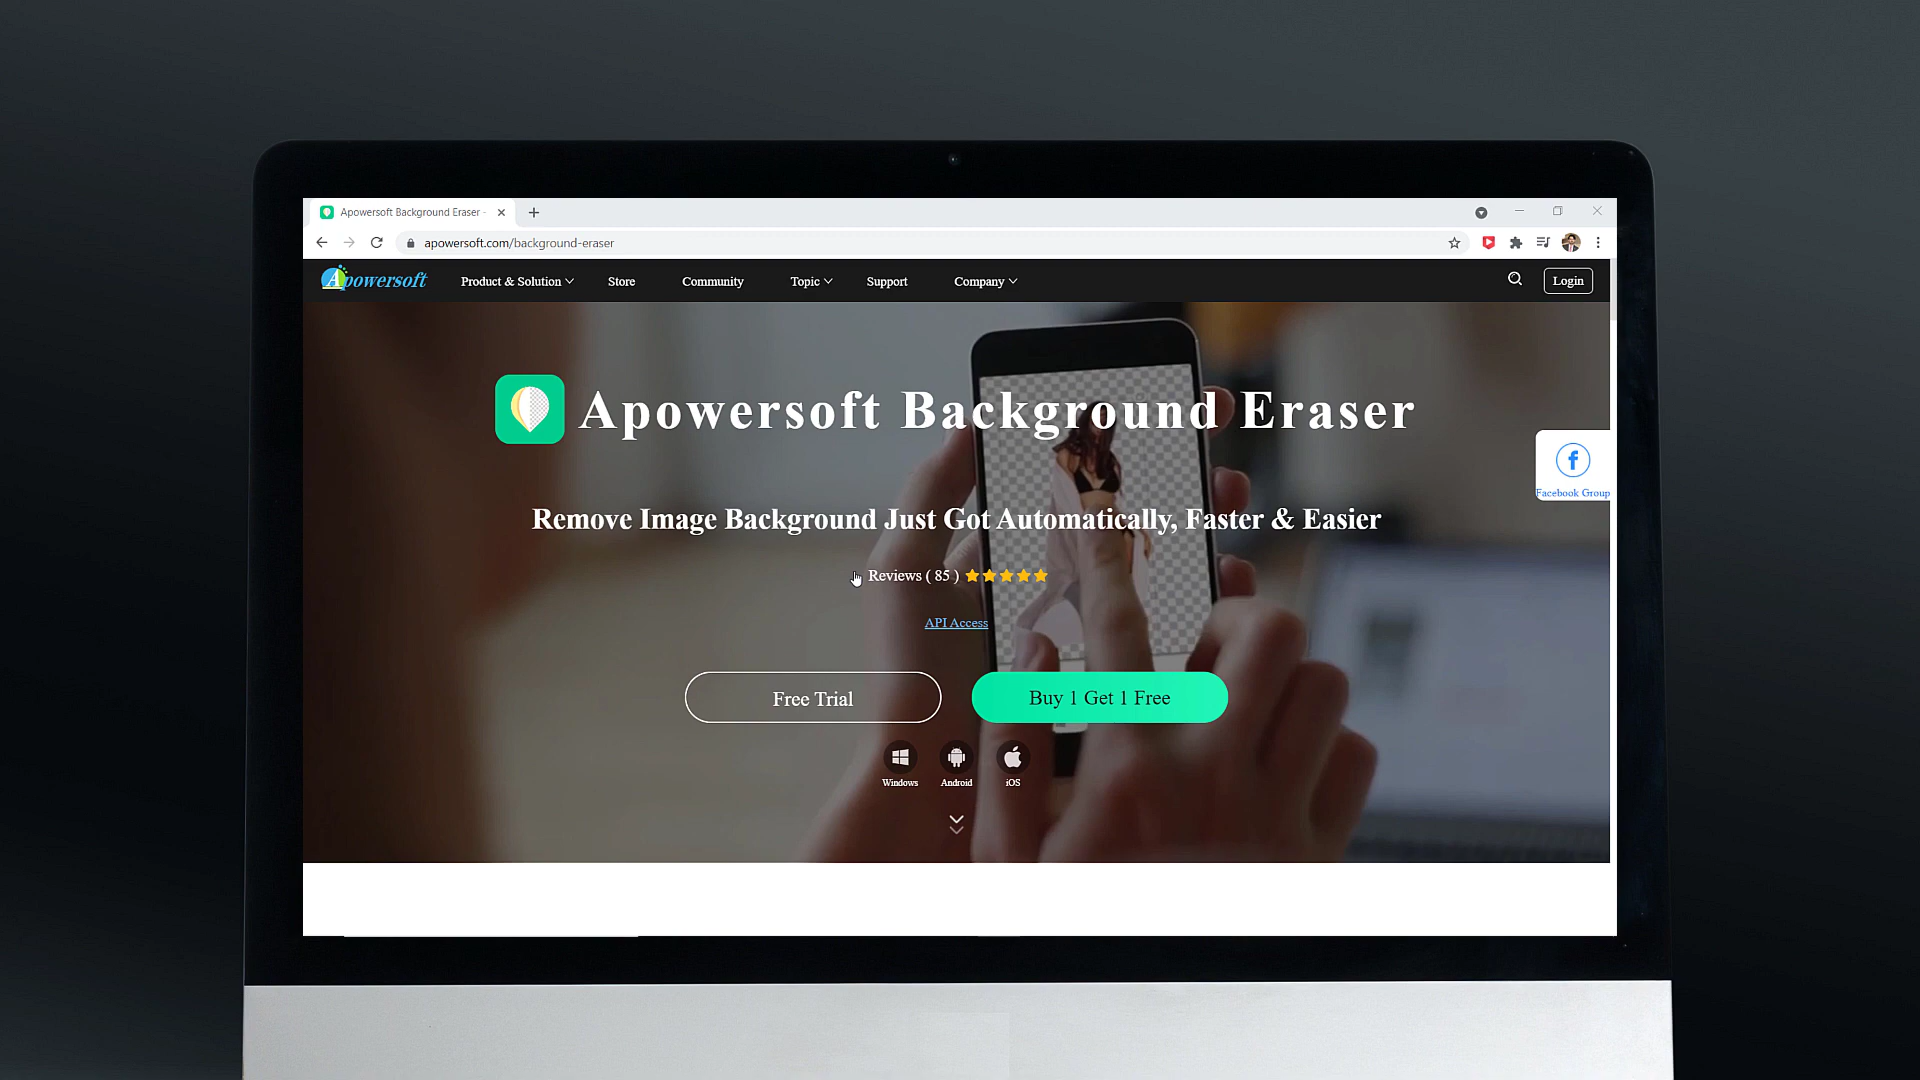 Apowersoft Background Eraser -
apowersoft.com/background-eraser
Apowersoft
Product & Solution
Store
Community
Topic
Support
Company
Login
Apowersoft Background Eraser
Facebook Group
Remove Image Background Just Got Automatically, Faster & Easier
Reviews ( 85 )
API Access
Free Trial
Buy 1 Get 1 Free
Windows
Android
iOS